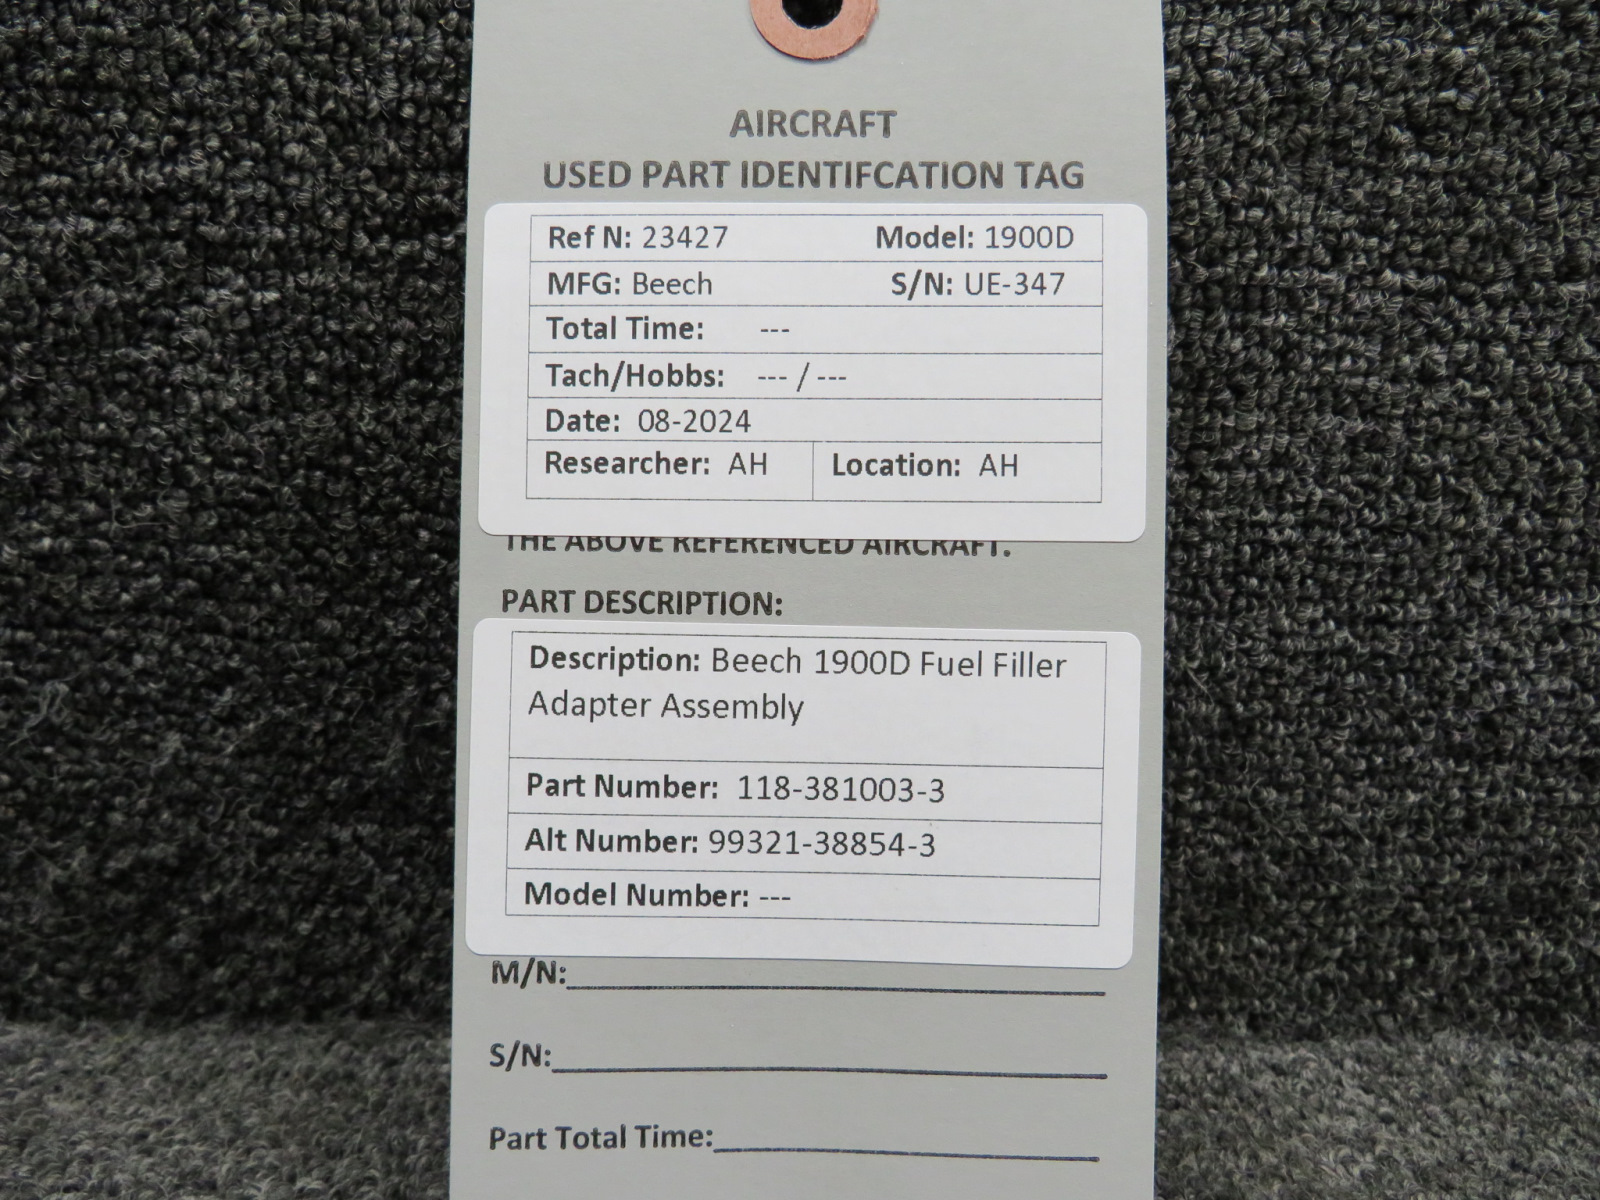 AIRCRAFT
USED PART IDENTIFCATION TAG
Ref N: 23427 Model: 1900D
MFG: Beech S/N: UE-347
Total Time: ---
Tach/Hobbs: --- / ---
Date: 08-2024
Researcher: AH Location: AH
THE ABOVE REFERENCED AIRCRAFT.
PART DESCRIPTION:
Description: Beech 1900D Fuel Filler
Adapter Assembly
Part Number: 118-381003-3
Alt Number: 99321-38854-3
Model Number: ---
M/N:
S/N:
Part Total Time: